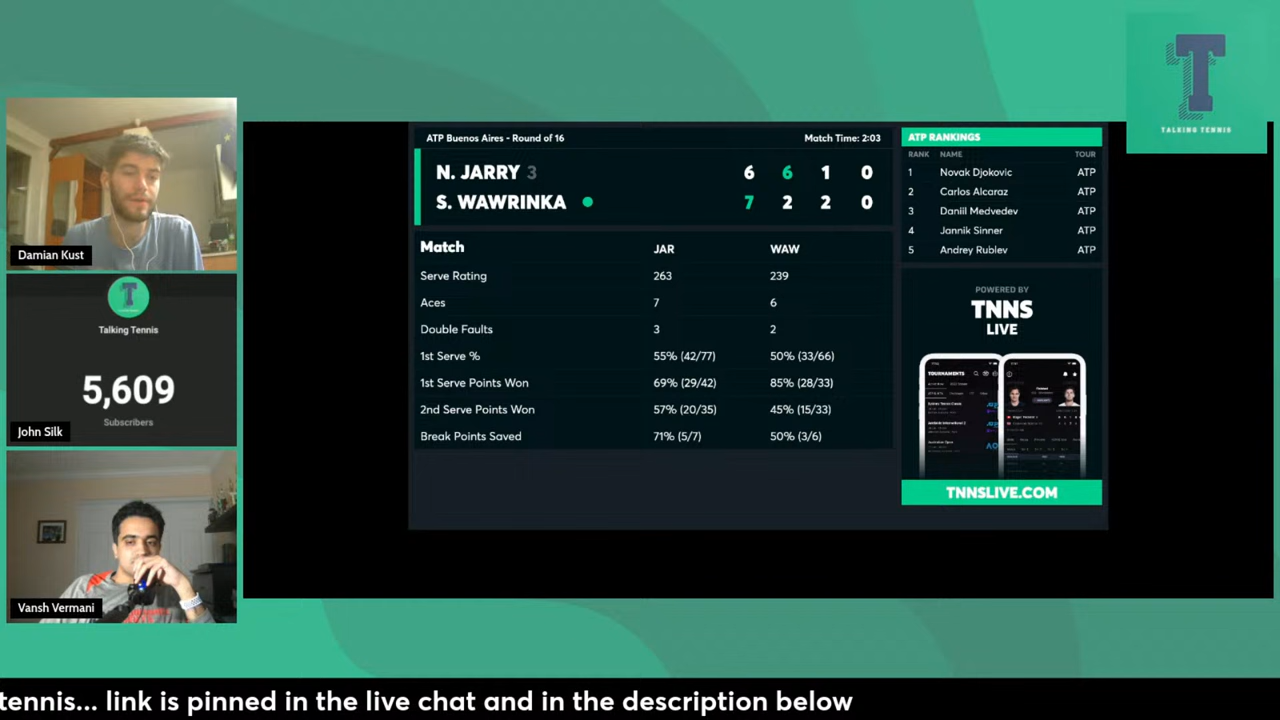 T
TALKING TENNIS
Damian Kust
T
Talking Tennis
5,609
Subscribers
John Silk
Vansh Vermani
ATP Buenos Aires - Round of 16 Match Time: 2:03
N. JARRY 3 6 6 1 0
S. WAWRINKA 7 2 2 0
Match JAR WAW
Serve Rating 263 239
Aces 7 6
Double Faults 3 2
1st Serve % 55% (42/77) 50% (33/66)
1st Serve Points Won 69% (29/42) 85% (28/33)
2nd Serve Points Won 57% (20/35) 45% (15/33)
Break Points Saved 71% (5/7) 50% (3/6)
ATP RANKINGS
RANK NAME TOUR
1 Novak Djokovic ATP
2 Carlos Alcaraz ATP
3 Daniil Medvedev ATP
4 Jannik Sinner ATP
5 Andrey Rublev ATP
POWERED BY
TNNS
LIVE
TOURNAMENTS
TNNSLIVE.COM
tennis... link is pinned in the live chat and in the description below